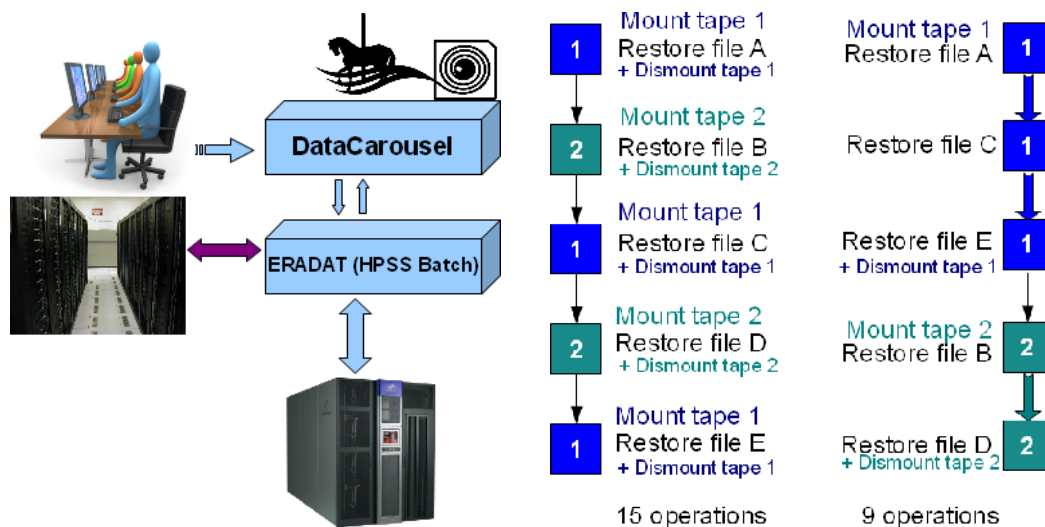 DataCarousel
ERADAT (HPSS Batch)
1
Mount tape 1
Restore file A
+ Dismount tape 1
2
Mount tape 2
Restore file B
+ Dismount tape 2
1
Mount tape 1
Restore file C
+ Dismount tape 1
2
Mount tape 2
Restore file D
+ Dismount tape 2
1
Mount tape 1
Restore file E
+ Dismount tape 1
15 operations
Mount tape 1
Restore file A
1
Restore file C
1
Restore file E
+ Dismount tape 1
1
Mount tape 2
Restore file B
2
Restore file D
+ Dismount tape 2
2
9 operations